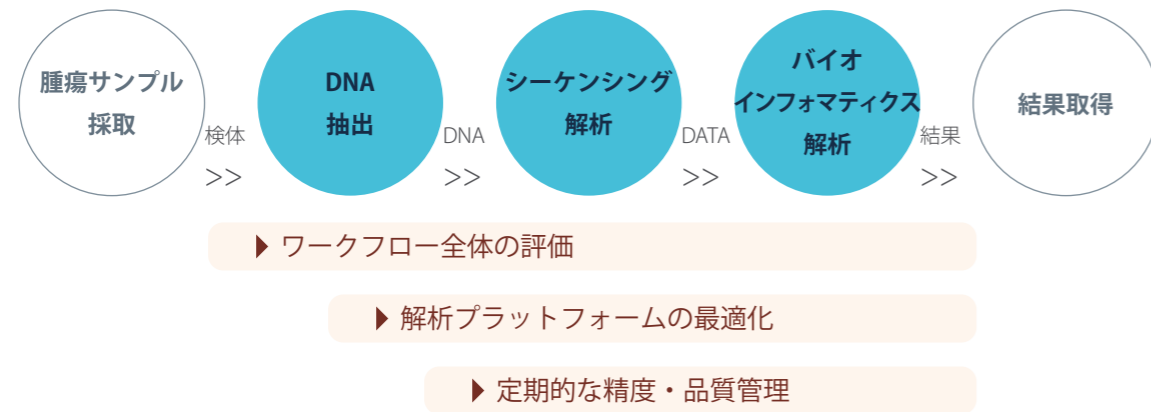 腫瘍サンプル
採取
検体
>>
DNA
抽出
DNA
>>
シーケンシング
解析
DATA
>>
バイオ
インフォマティクス
解析
結果
>>
結果取得
ワークフロー全体の評価
解析プラットフォームの最適化
定期的な精度・品質管理